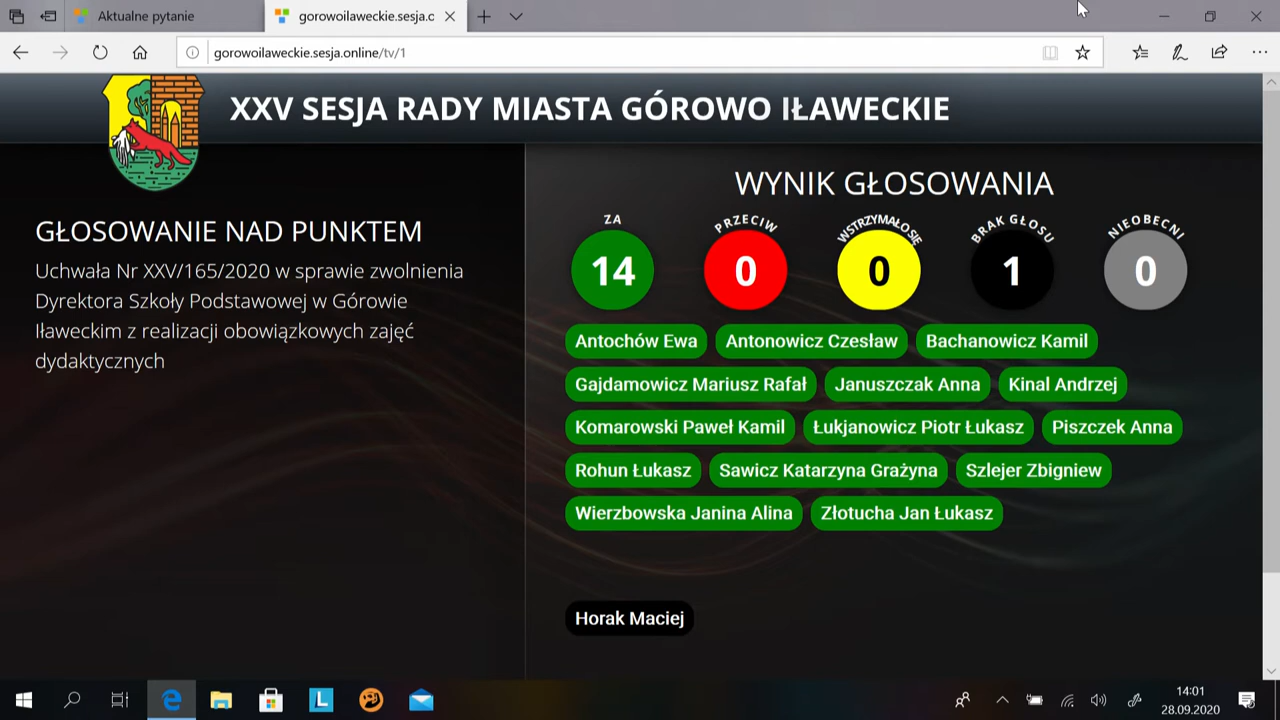 Aktualne pytanie
gorowoilaweckie.sesja.o
gorowoilaweckie.sesja.online/tv/1
XXV SESJA RADY MIASTA GÓROWO IŁAWECKIE
GŁOSOWANIE NAD PUNKTEM
Uchwała Nr XXV/165/2020 w sprawie zwolnienia
Dyrektora Szkoły Podstawowej w Górowie
Iławeckim z realizacji obowiązkowych zajęć
dydaktycznych
WYNIK GŁOSOWANIA
ZA PRZECIW WSTRZYMAŁO SIĘ BRAK GŁOSU NIEOBECNI
14 0 0 1 0
Antochów Ewa Antonowicz Czesław Bachanowicz Kamil
Gajdamowicz Mariusz Rafał Januszczak Anna Kinal Andrzej
Komarowski Paweł Kamil Łukjanowicz Piotr Łukasz Piszczek Anna
Rohun Łukasz Sawicz Katarzyna Grażyna Szlejer Zbigniew
Wierzbowska Janina Alina Złotucha Jan Łukasz
Horak Maciej
L
14:01
28.09.2020